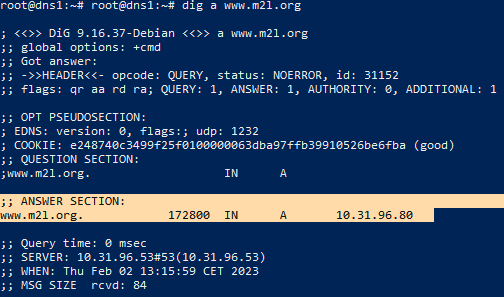 root@dns1:~# root@dns1:~# dig a www.m2l.org
; <<>> DiG 9.16.37-Debian <<>> a www.m2l.org
;; global options: +cmd
;; Got answer:
;; ->>HEADER<<- opcode: QUERY, status: NOERROR, id: 31152
;; flags: qr aa rd ra; QUERY: 1, ANSWER: 1, AUTHORITY: 0, ADDITIONAL: 1
;; OPT PSEUDOSECTION:
; EDNS: version: 0, flags:; udp: 1232
; COOKIE: e248740c3499f25f0100000063dba97ffb39910526be6fba (good)
;; QUESTION SECTION:
;www.m2l.org. IN A
;; ANSWER SECTION:
www.m2l.org. 172800 IN A 10.31.96.80
;; Query time: 0 msec
;; SERVER: 10.31.96.53#53(10.31.96.53)
;; WHEN: Thu Feb 02 13:15:59 CET 2023
;; MSG SIZE rcvd: 84